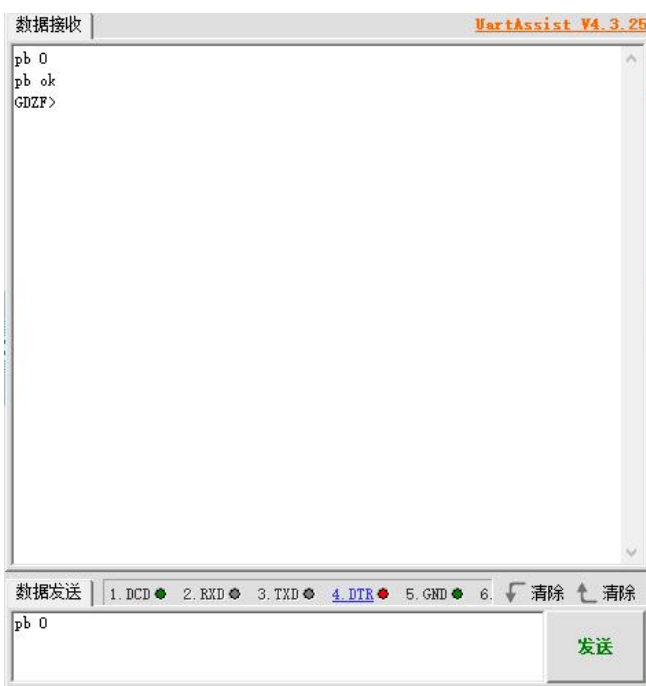 数据接收 UartAssist V4.3.25
pb 0
pb ok
GDZF>
数据发送 1.DCD 2.RXD 3.TXD 4.DTR 5.GND 6. 清除 清除
pb 0
发送